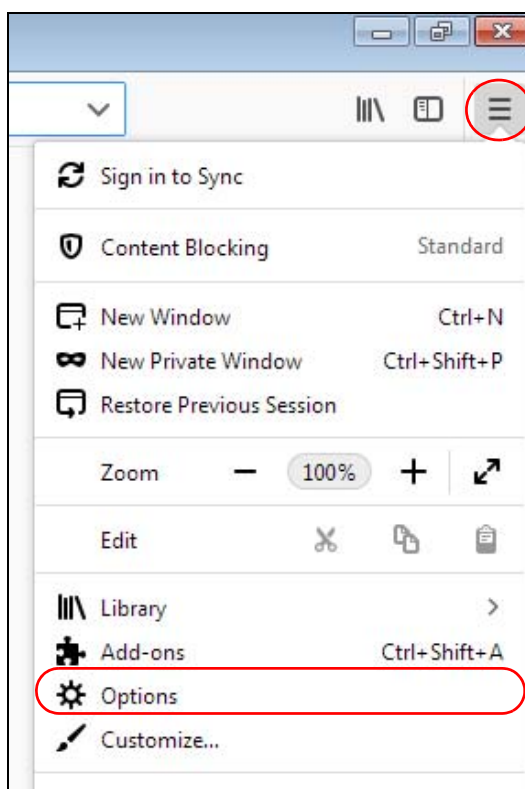 Sign in to Sync
Content Blocking Standard
New Window Ctrl+N
New Private Window Ctrl+Shift+P
Restore Previous Session
Zoom 100%
Edit
Library
Add-ons Ctrl+Shift+A
Options
Customize...